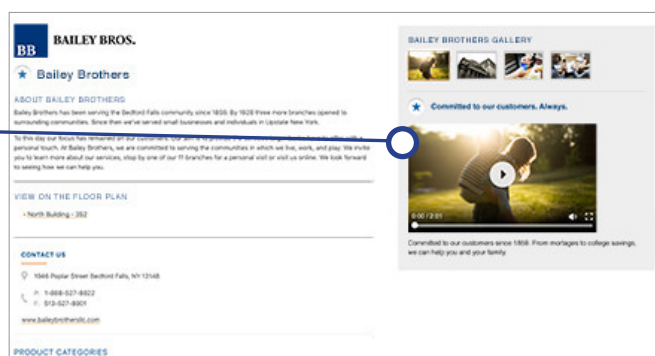 BB
BAILEY BROS.
Bailey Brothers
ABOUT BAILEY BROTHERS
Bailey Brothers has been serving the Bedford Falls community since 1858. By 1928 three more branches opened to
surrounding communities. Since then we've served small businesses and individuals in Upstate New York.
To this day our focus has remained on our customers. Our
personal touch. At Bailey Brothers, we are committed to serving the communities in which we live, work, and play. We invite
you to learn more about our services, stop by one of our 11 branches for a personal visit or visit us online. We look forward
to seeing how we can help you.
VIEW ON THE FLOOR PLAN
• North Building - 352
CONTACT US
Poplar Street Bedford Falls, NY 13148
P:
F: 513-527-8001
www.baileybrothersllc.com
PRODUCT CATEGORIES
BAILEY BROTHERS GALLERY
Committed to our customers. Always.
0:00 / 2:01
Committed to our customers since 1858. From mortages to college savings,
we can help you and your family.